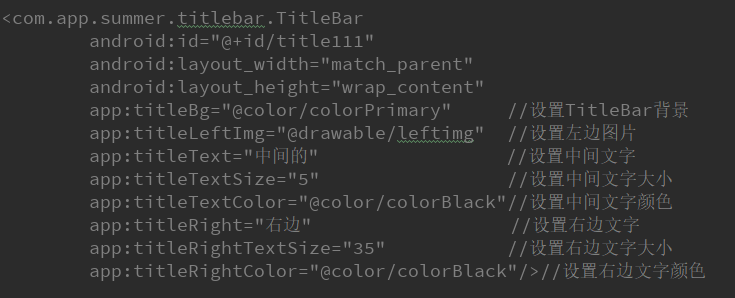 <com.app.summer.titlebar.TitleBar
android:id="@+id/title111"
android:layout_width="match_parent"
android:layout_height="wrap_content"
app:titleBg="@color/colorPrimary" //设置TitleBar背景
app:titleLeftImg="@drawable/leftimg" //设置左边图片
app:titleText="中间的" //设置中间文字
app:titleTextSize="5" //设置中间文字大小
app:titleTextColor="@color/colorBlack"//设置中间文字颜色
app:titleRight="右边" //设置右边文字
app:titleRightTextSize="35" //设置右边文字大小
app:titleRightColor="@color/colorBlack"/>//设置右边文字颜色